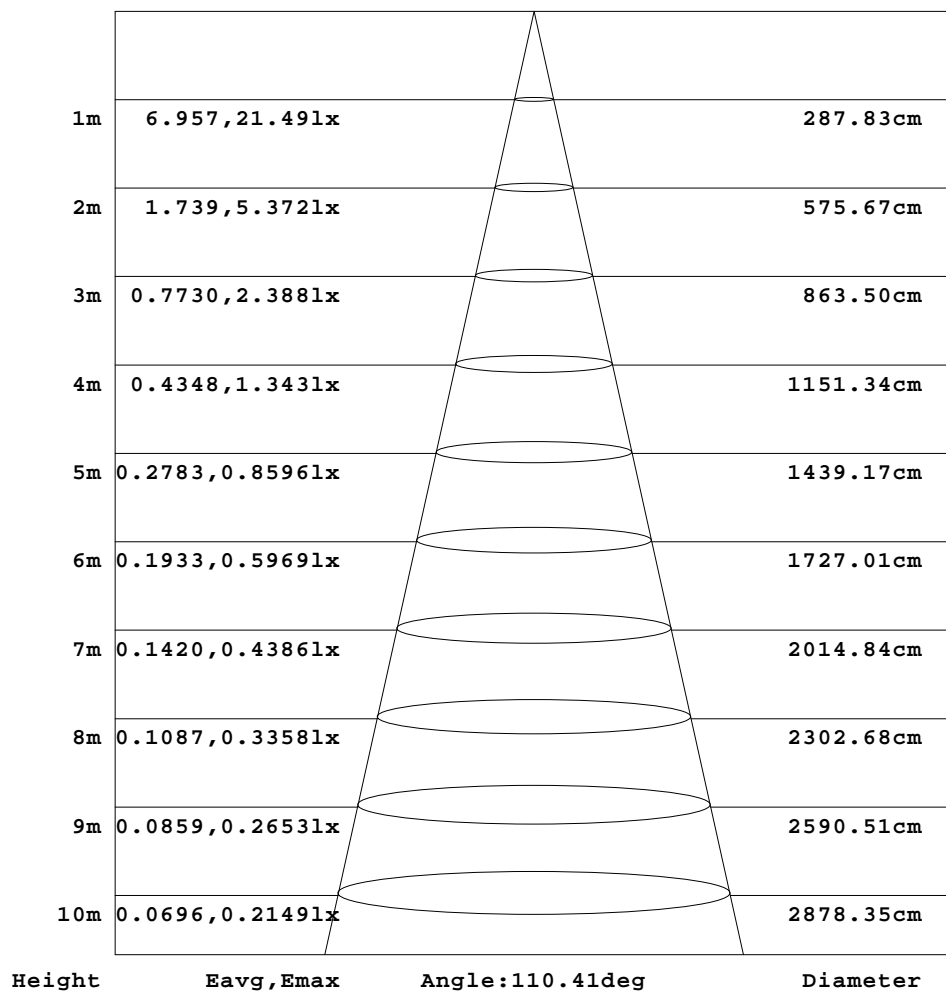 1m 6.957,21.49lx 287.83cm
2m 1.739,5.372lx 575.67cm
3m 0.7730,2.388lx 863.50cm
4m 0.4348,1.343lx 1151.34cm
5m 0.2783,0.8596lx 1439.17cm
6m 0.1933,0.5969lx 1727.01cm
7m 0.1420,0.4386lx 2014.84cm
8m 0.1087,0.3358lx 2302.68cm
9m 0.0859,0.2653lx 2590.51cm
10m 0.0696,0.2149lx 2878.35cm
Height Eavg,Emax Angle:110.41deg Diameter